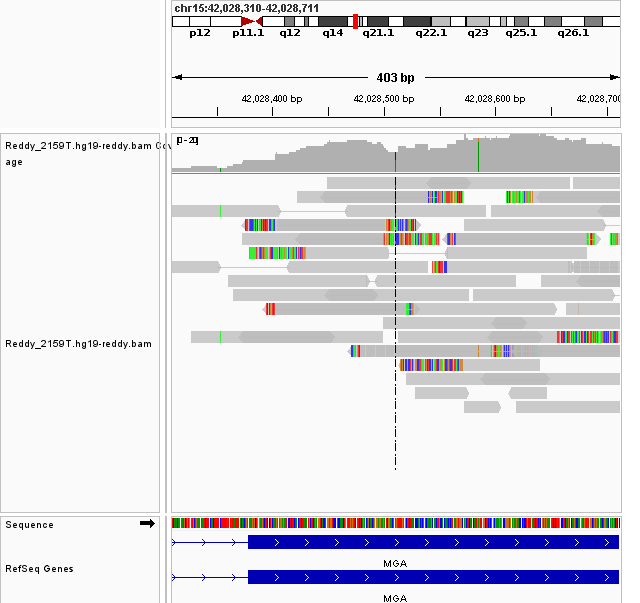 chr15:42,028,310-42,028,711
p12 p11.1 q12 q14 q21.1 q22.1 q23 q25.1 q26.1
403 bp
42,028,400 bp 42,028,500 bp 42,028,600 bp 42,028,700
Reddy_2159T.hg19-reddy.bam Cov
age
[0-20]
Reddy_2159T.hg19-reddy.bam
Sequence
MGA
RefSeq Genes
MGA